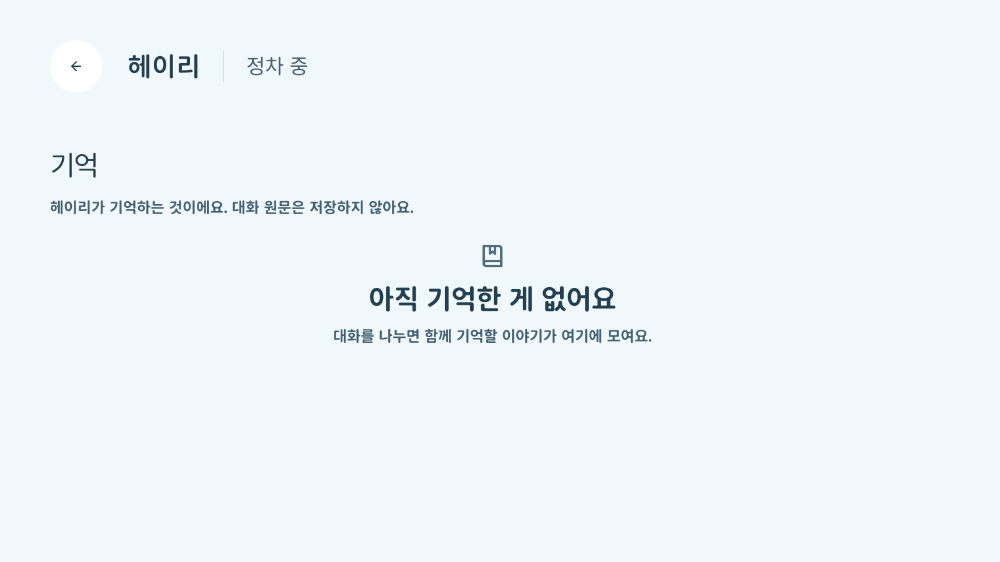 헤이리
정차 중
기억
헤이리가 기억하는 것이에요. 대화 원문은 저장하지 않아요.
아직 기억한 게 없어요
대화를 나누면 함께 기억할 이야기가 여기에 모여요.